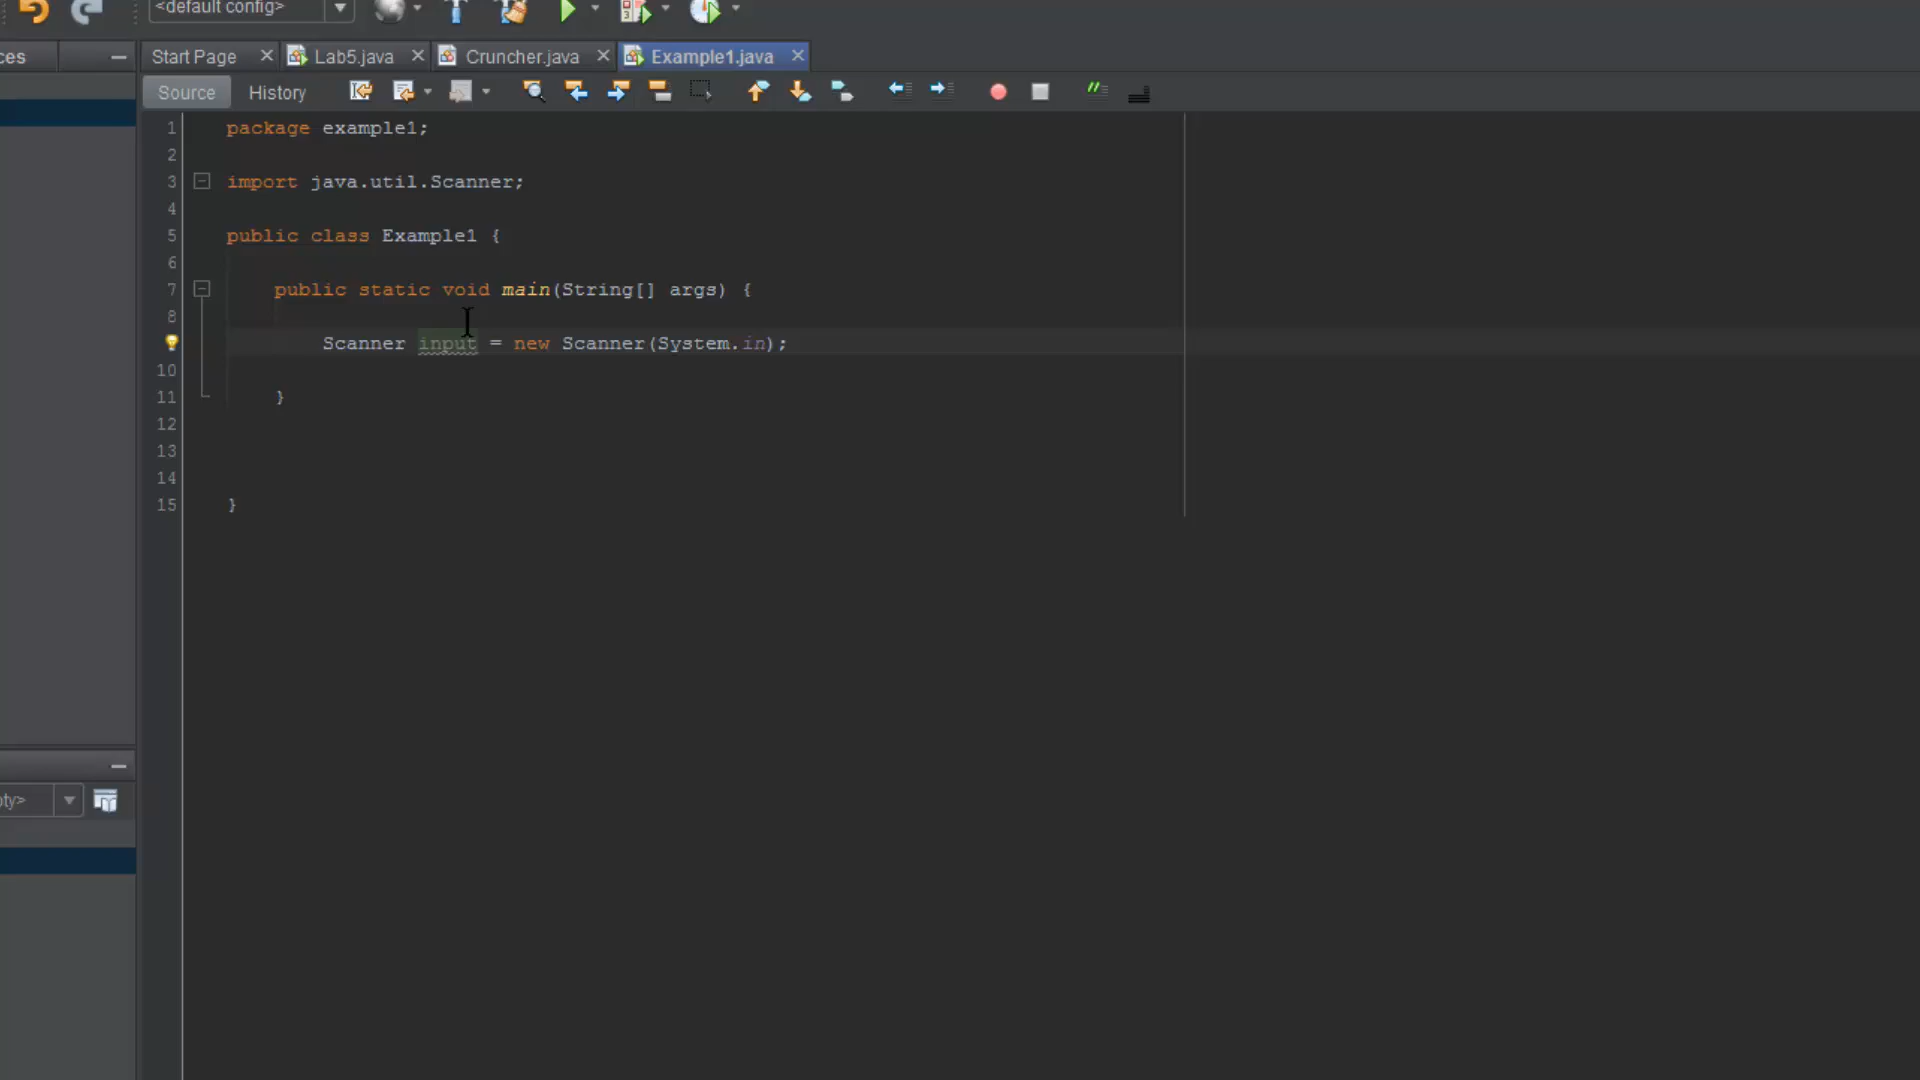 <default config>
ces
Start Page
Lab5.java
Cruncher.java
Example1.java
Source
History
1 package example1;
2
3 import java.util.Scanner;
4
5 public class Example1 {
6
7 public static void main(String[] args) {
8
Scanner input = new Scanner(System.in);
10
11 }
12
13
14
15 }
pty>